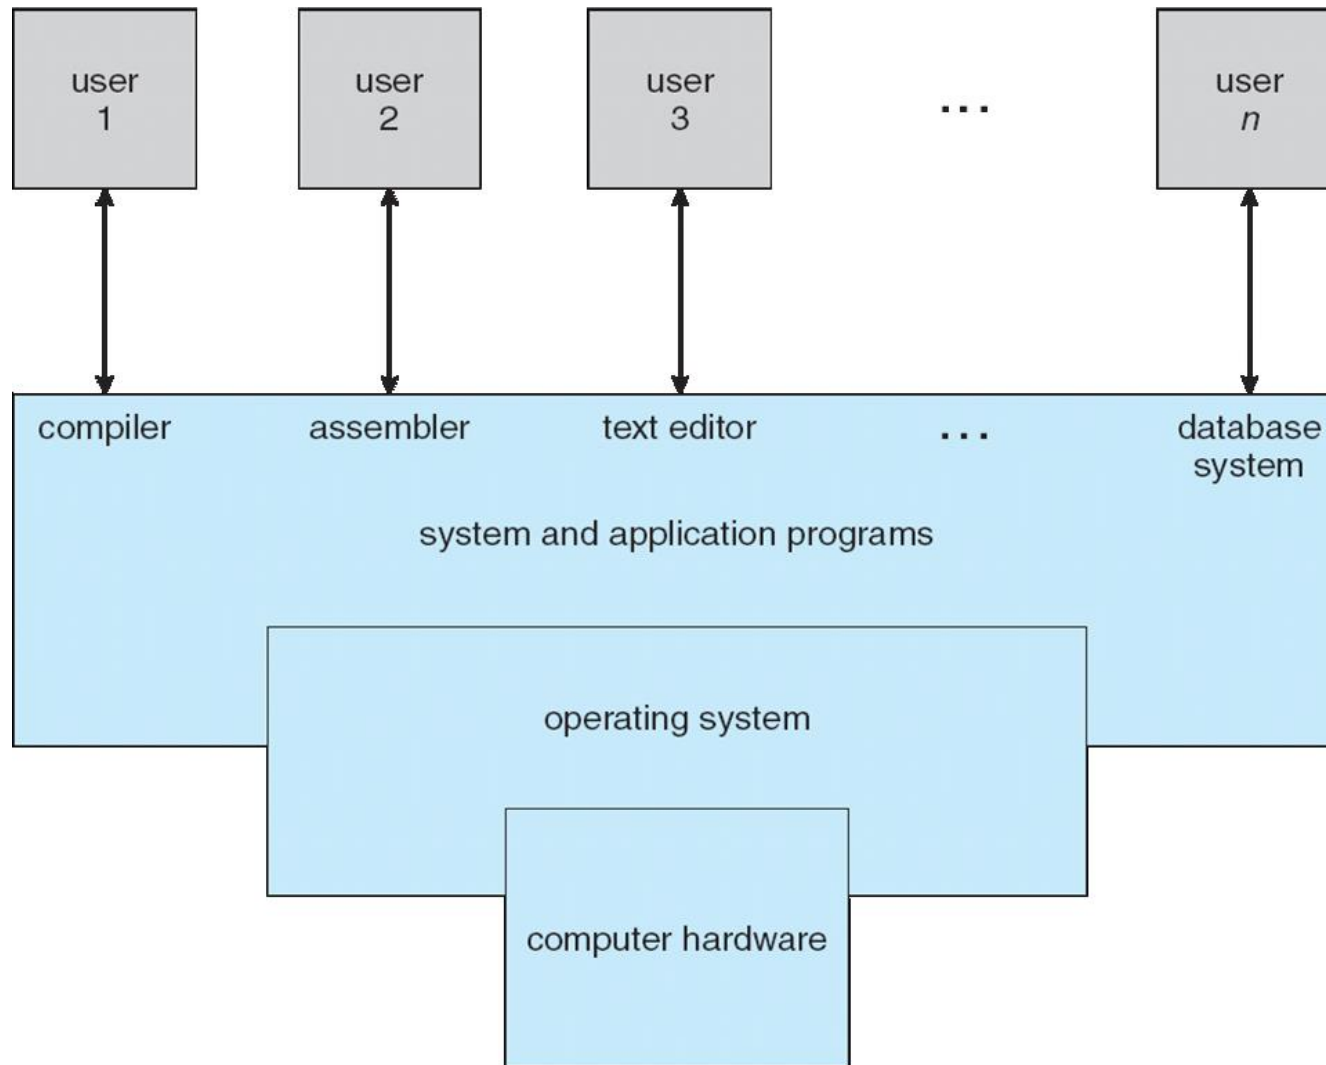 user
1
user
2
user
3
...
user
n
compiler
assembler
text editor
...
database
system
system and application programs
operating system
computer hardware